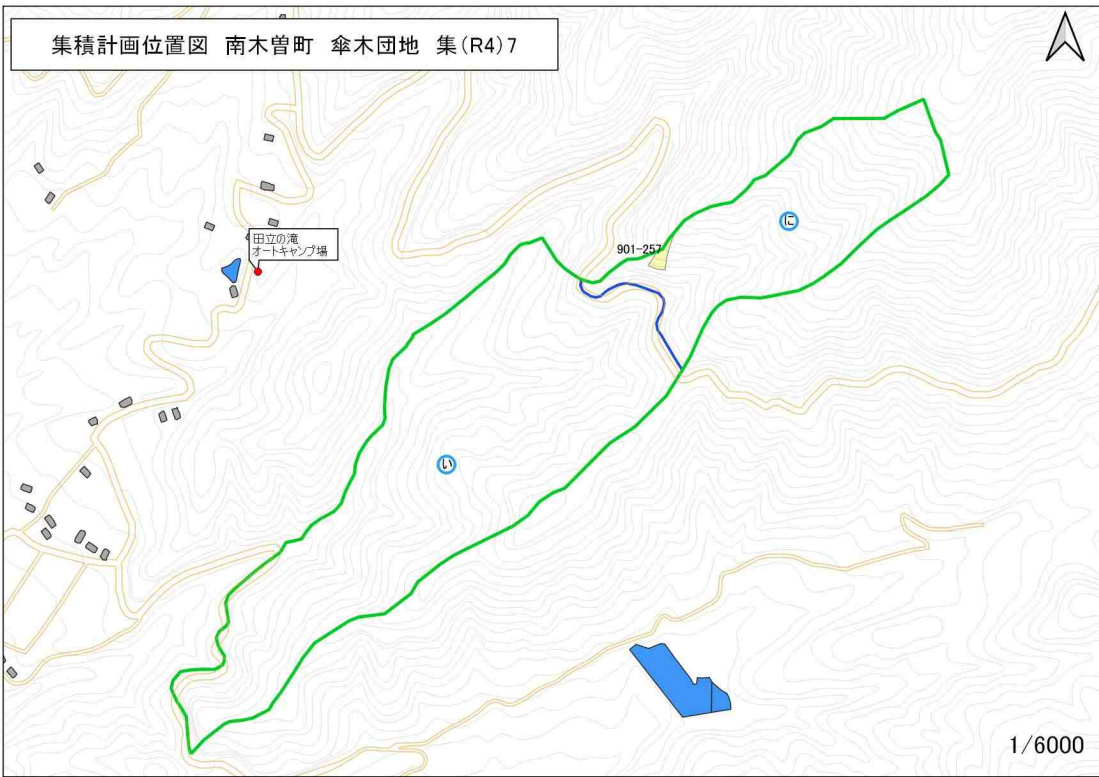 集積計画位置図 南木曽町 傘木団地 集(R4)7
田立の滝
オートキャンプ場
901-257
に
い
1/6000